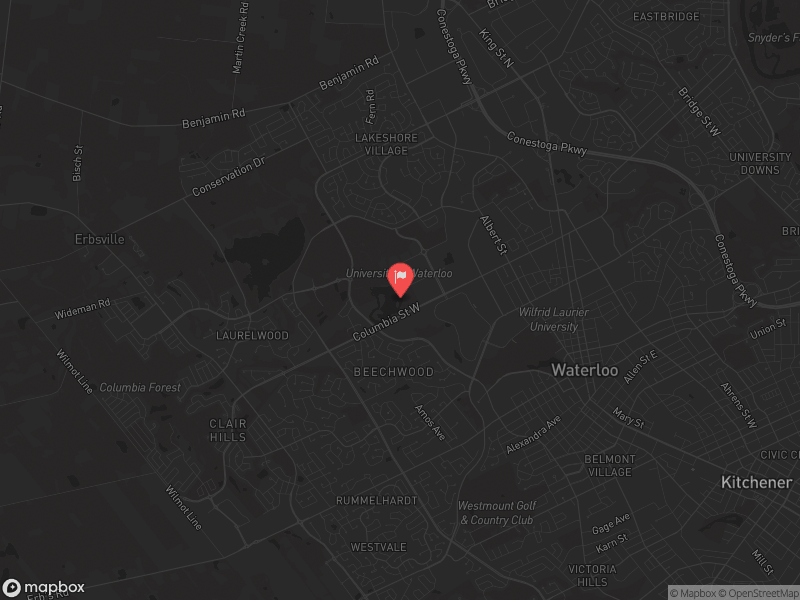 EASTBRIDGE
Martin Creek Rd
Conestoga Pkwy
King St N
Snyder's F
Benjamin Rd
Bridge St W
Fern Rd
Benjamin Rd
LAKESHORE
VILLAGE
Conestoga Pkwy
Bisch St
UNIVERSITY
DOWNS
Conservation Dr
Albert St
BRI
Erbsville
Conestoga Pkwy
Wideman Rd
Columbia St W
Wilfrid Laurier
University
Union St
LAURELWOOD
Wilmot Line
BEECHWOOD
Waterloo
Allen St E
Columbia Forest
Ahrens St W
CLAIR
HILLS
Amos Ave
Mary St
Alexandra Ave
BELMONT
VILLAGE
CIVIC C
Kitchener
Wilmot Line
RUMMELHARDT
Westmount Golf
& Country Club
Gage Ave
Karn St
WESTVALE
Mill St
VICTORIA
HILLS
Erb's Rd
mapbox
© Mapbox © OpenStreetMap